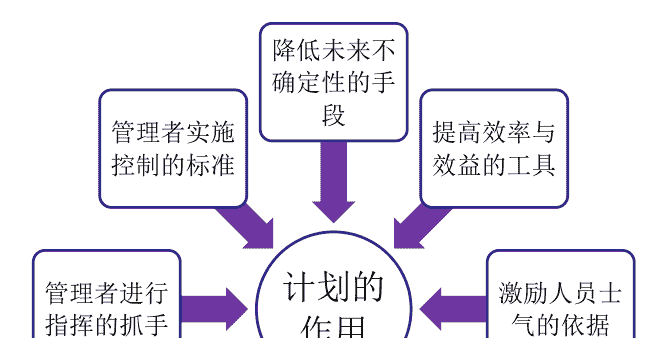 降低未来不
确定性的手
段
管理者实施
控制的标准
提高效率与
效益的工具
管理者进行
指挥的抓手
计划的
作用
激励人员士
气的依据